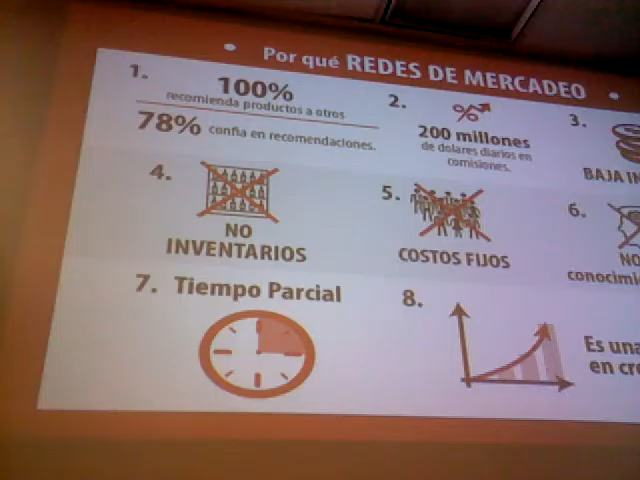 • Por qué REDES DE MERCADEO •
1.
100%
recomienda productos a otros
78% confia en recomendaciones.
2.
%
200 millones
de dolares diarios en
comisiones.
3.
BAJA IN
4.
NO
INVENTARIOS
5.
COSTOS FIJOS
6.
NO
conocimi
7. Tiempo Parcial
8.
Es una
en cre